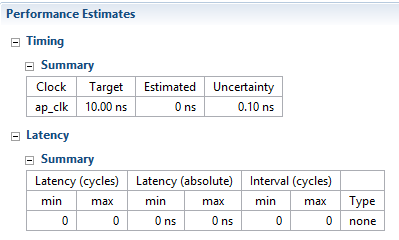 Performance Estimates
Timing
Summary
Clock Target Estimated Uncertainty
ap_clk 10.00 ns 0 ns 0.10 ns
Latency
Summary
Latency (cycles) Latency (absolute) Interval (cycles)
min max min max min max Type
0 0 0 ns 0 ns 0 0 none